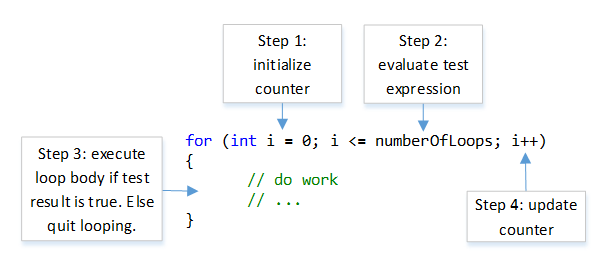 Step 1:
initialize
counter
Step 2:
evaluate test
expression
for (int i = 0; i <= numberOfLoops; i++)
{
// do work
// ...
}
Step 3: execute
loop body if test
result is true. Else
quit looping.
Step 4: update
counter